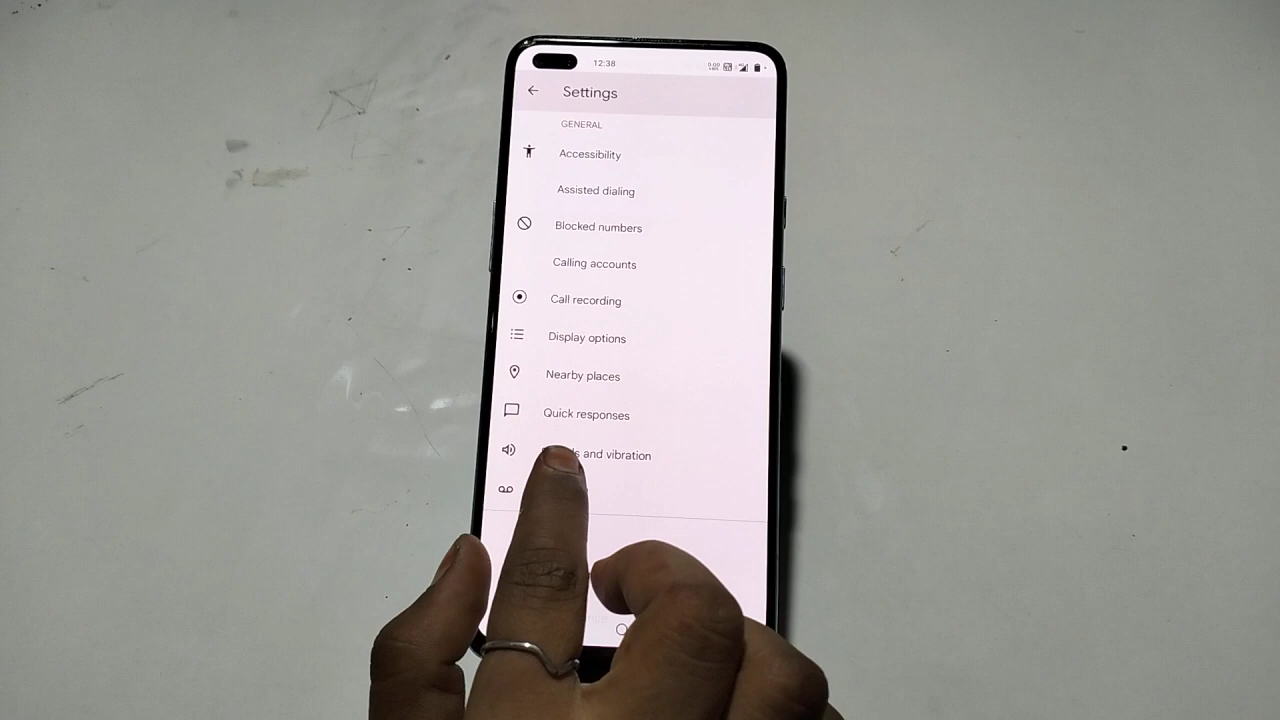 12:38
Settings
GENERAL
Accessibility
Assisted dialing
Blocked numbers
Calling accounts
Call recording
Display options
Nearby places
Quick responses
and vibration